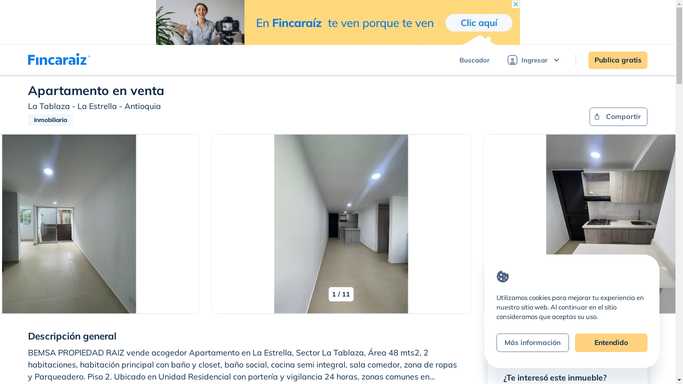 En Fincaraíz te ven porque te ven
Clic aquí
Fincaraiz
Buscador
Ingresar
Publica gratis
Apartamento en venta
La Tablaza - La Estrella - Antioquia
Inmobiliaria
Compartir
1 / 11
Utilizamos cookies para mejorar tu experiencia en
nuestro sitio web. Al continuar en el sitio
consideramos que aceptas su uso.
Más información
Entendido
Descripción general
BEMSA PROPIEDAD RAIZ vende acogedor Apartamento en La Estrella, Sector La Tablaza, Área 48 mts2, 2
habitaciones, habitación principal con baño y closet, baño social, cocina semi integral, sala comedor, zona de ropas
y Parqueadero. Piso 2. Ubicado en Unidad Residencial con portería y vigilancia 24 horas, zonas comunes en...
¿Te interesó este inmueble?